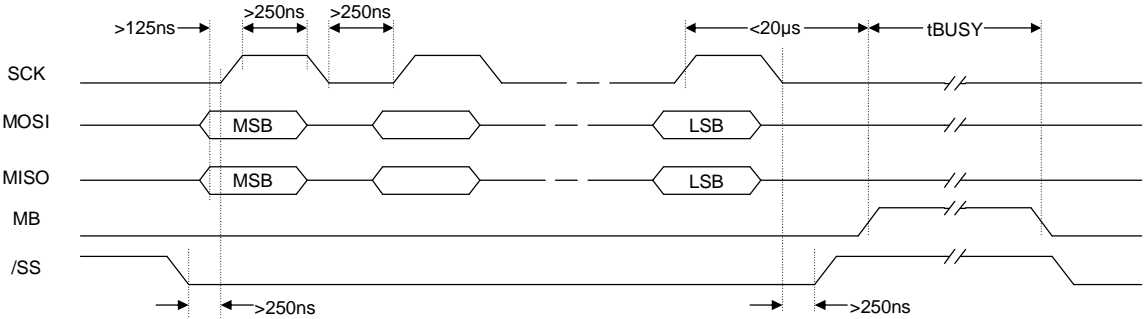 >250ns >250ns
>125ns <20µs tBUSY
SCK
MOSI MSB LSB
MISO MSB LSB
MB
/SS
>250ns >250ns